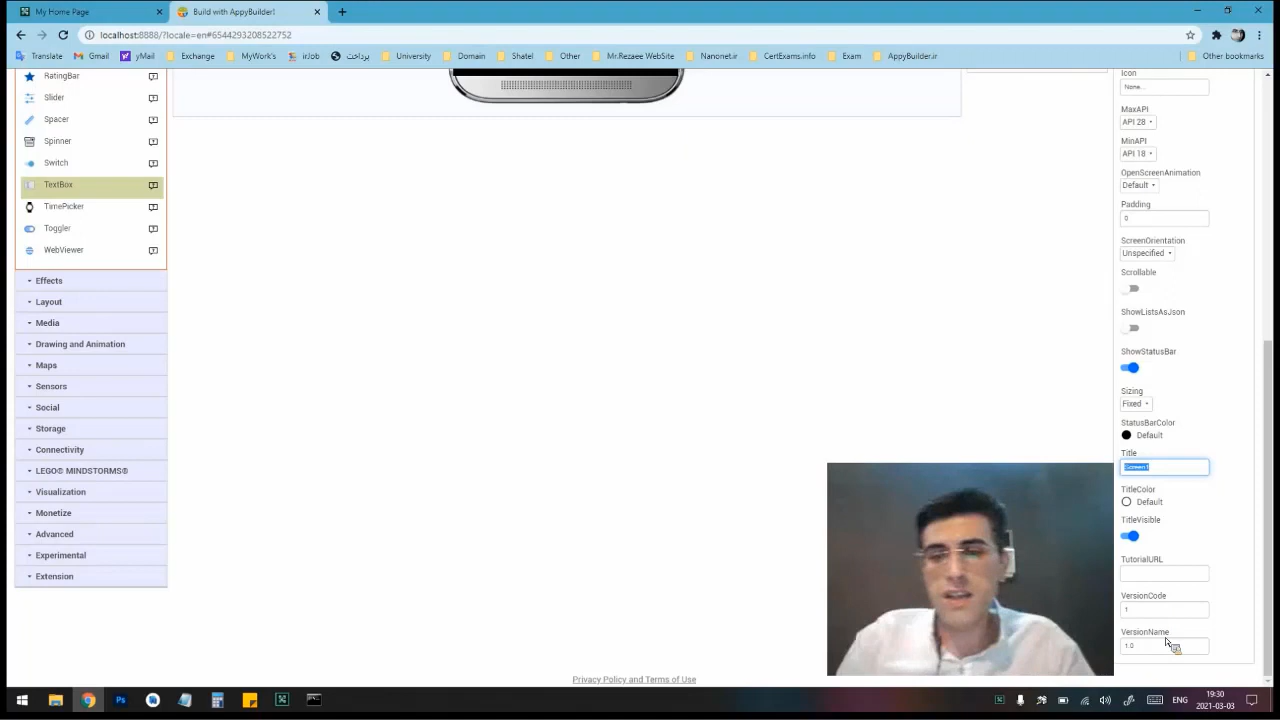 My Home Page
Build with AppyBuilder!
localhost:8888/?locale=en#6544293208522752
Translate
Gmail
yMail
Exchange
MyWork's
irJob
پرداخت
University
Domain
Shatel
Other
Mr.Rezaee WebSite
Nanonet.ir
CertExams.info
Exam
AppyBuilder.ir
Other bookmarks
RatingBar
Slider
Spacer
Spinner
Switch
TextBox
TimePicker
Toggler
WebViewer
Effects
Layout
Media
Drawing and Animation
Maps
Sensors
Social
Storage
Connectivity
LEGO® MINDSTORMS®
Visualization
Monetize
Advanced
Experimental
Extension
Icon
None...
MaxAPI
API 28
MinAPI
API 18
OpenScreenAnimation
Default
Padding
0
ScreenOrientation
Unspecified
Scrollable
ShowListsAsJson
ShowStatusBar
Sizing
Fixed
StatusBarColor
Default
Title
Screen1
TitleColor
Default
TitleVisible
TutorialURL
VersionCode
1
VersionName
1.0
Privacy Policy and Terms of Use
ENG
19:30
2021-03-03